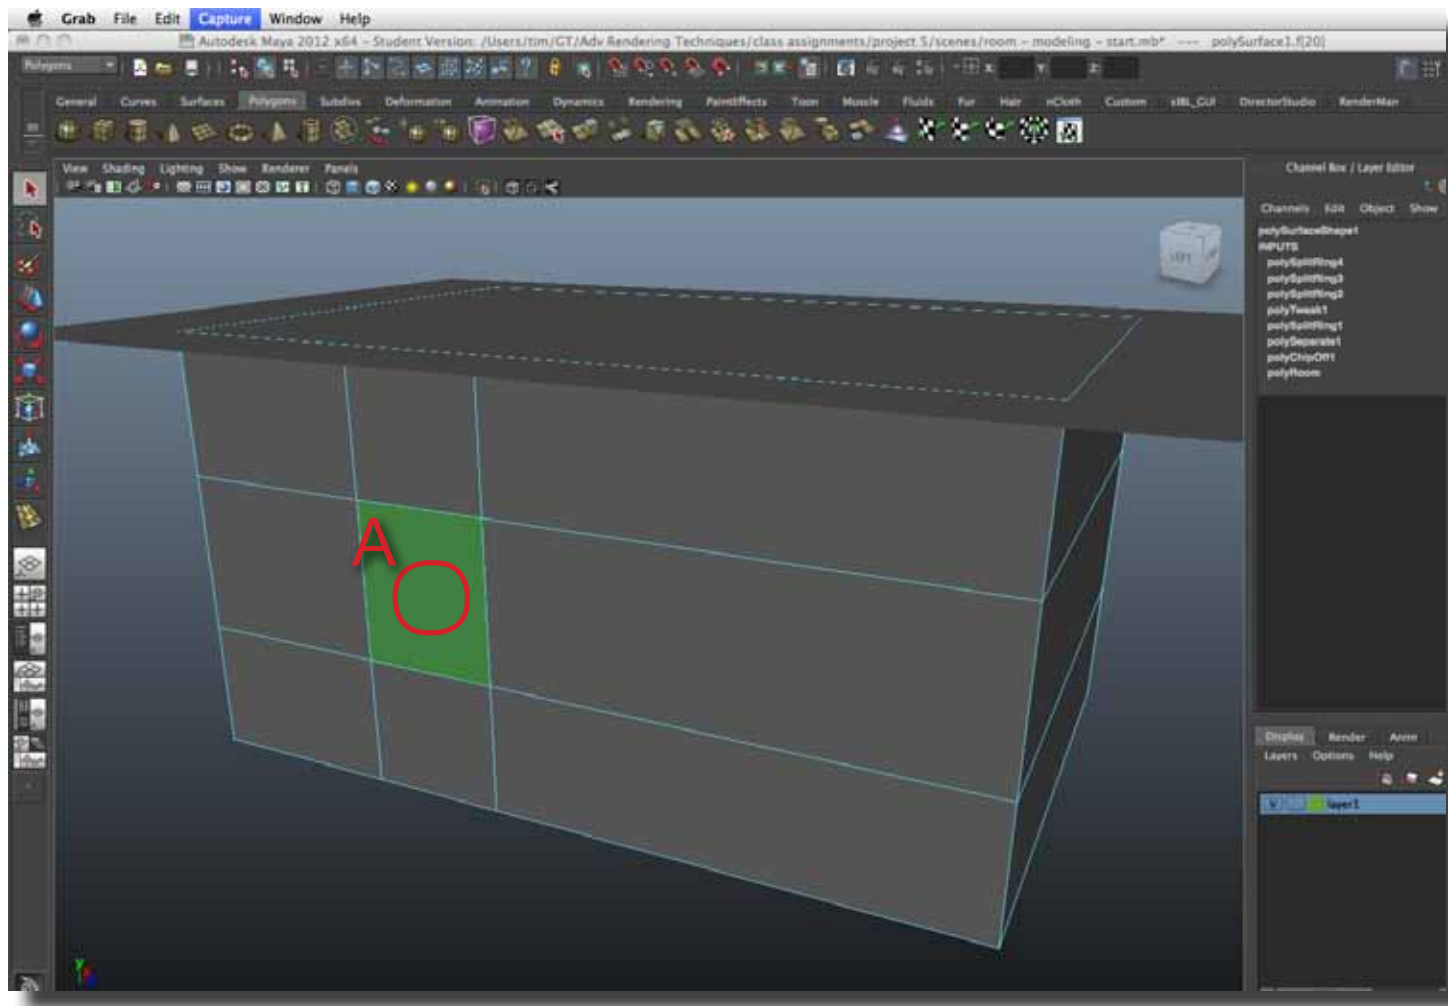 Grab File Edit Capture Window Help
Autodesk Maya 2012 x64 – Student Version: /Users/tim/GT/Adv Rendering Techniques/class assignments/project 5/scenes/room – modeling – start.mb* --- polySurface1.f[20]
Polygons X: Y: Z:
General Curves Surfaces Polygons Subdivs Deformation Animation Dynamics Rendering PaintEffects Toon Muscle Fluids Fur Hair nCloth Custom sIBL_GUI DirectorStudio RenderMan
View Shading Lighting Show Renderer Panels
Channel Box / Layer Editor
Channels Edit Object Show
polySurfaceShape1
INPUTS
polySplitRing4
polySplitRing3
polySplitRing2
polyTweak1
polySplitRing1
polySeparate1
polyChipOff1
polyRoom
LEFT
A
Display Render Anim
Layers Options Help
V layer1
y